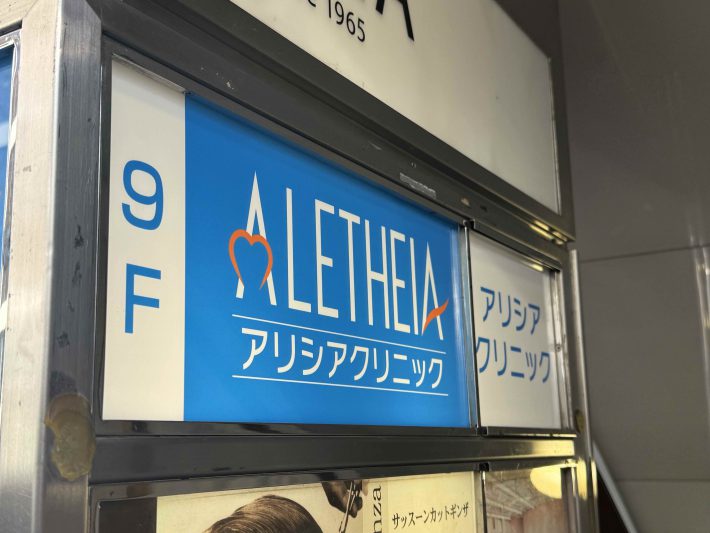 1965
9
F
ALETHEIA
アリシアクリニック
アリシア
クリニック
サッスーンカットギンザ